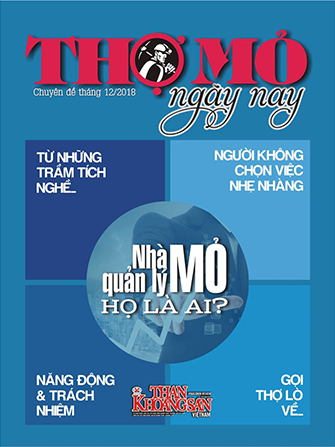 THỢ MỎ
Chuyên đề tháng 12/2018
ngày nay
TỪ NHỮNG
TRẦM TÍCH
NGHỀ...
NGƯỜI KHÔNG
CHỌN VIỆC
NHẸ NHÀNG
Nhà
quản lý MỎ
HỌ LÀ AI?
NĂNG ĐỘNG
& TRÁCH
NHIỆM
THAN
KHOÁNG SẢN
VIỆT NAM
GỌI
THỢ LÒ
VỀ...